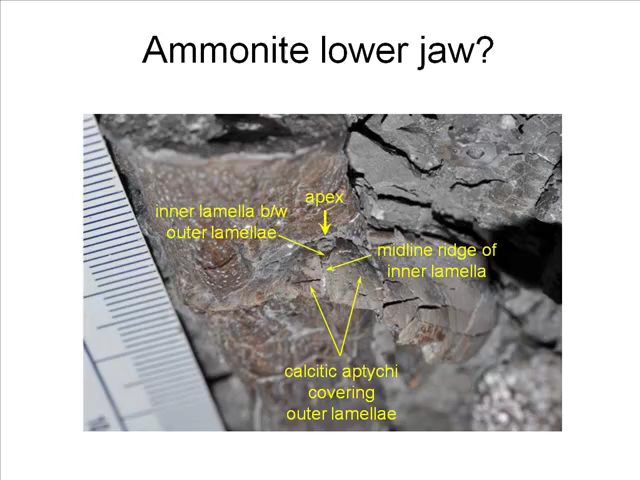 Ammonite lower jaw?
apex
inner lamella b/w
outer lamellae
midline ridge of
inner lamella
calcitic aptychi
covering
outer lamellae